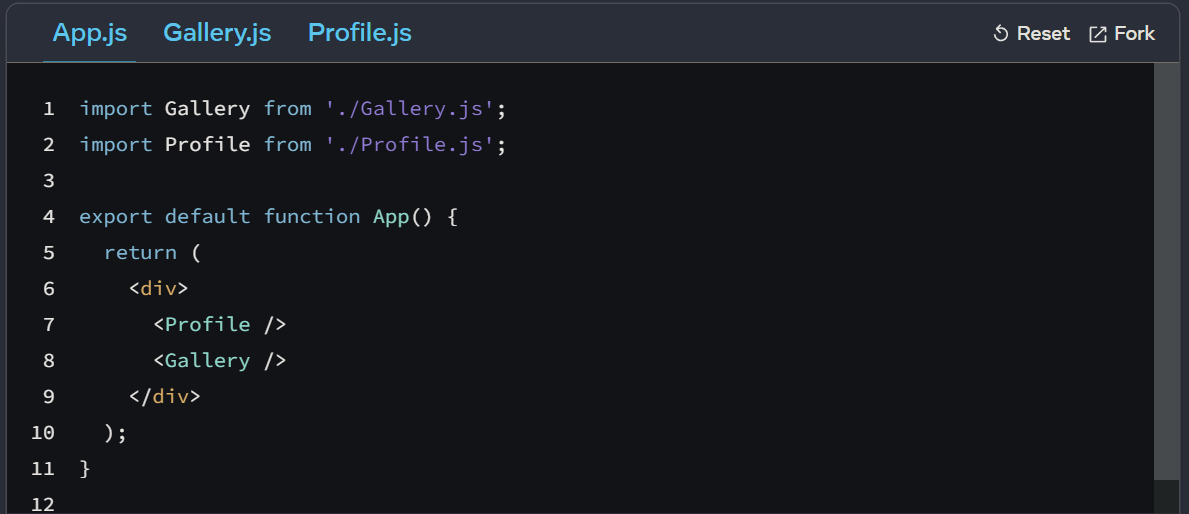 App.js Gallery.js Profile.js Reset Fork
1 import Gallery from './Gallery.js';
2 import Profile from './Profile.js';
3
4 export default function App() {
5   return (
6     <div>
7       <Profile />
8       <Gallery />
9     </div>
10   );
11 }
12